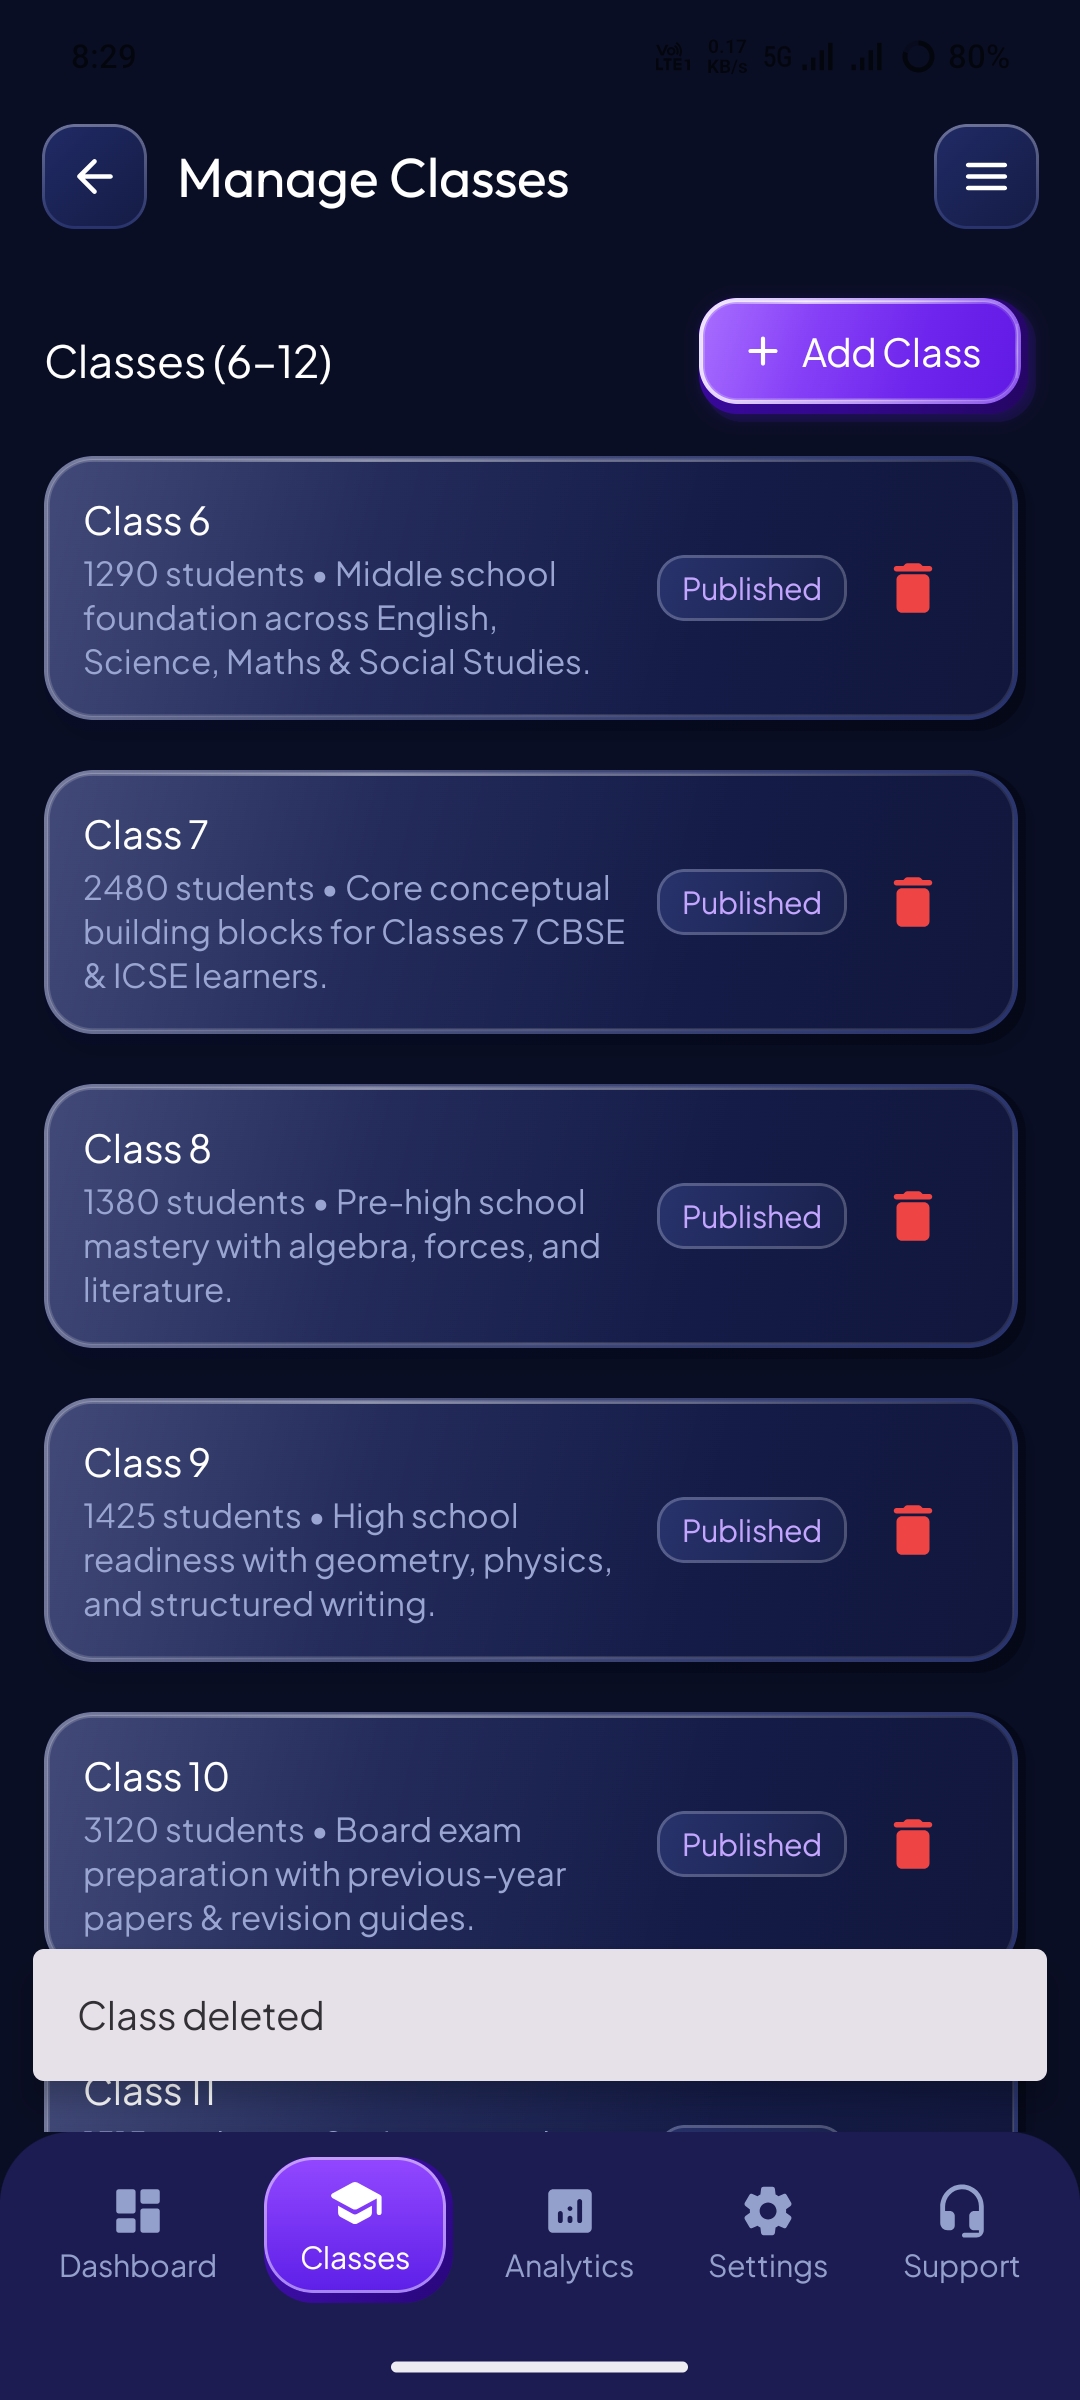 8:29
Vo)) 0.17 5G 80%
LTE1 KB/s
Manage Classes
Classes (6-12)
+ Add Class
Class 6
1290 students • Middle school
foundation across English,
Science, Maths & Social Studies.
Published
Class 7
2480 students • Core conceptual
building blocks for Classes 7 CBSE
& ICSE learners.
Published
Class 8
1380 students • Pre-high school
mastery with algebra, forces, and
literature.
Published
Class 9
1425 students • High school
readiness with geometry, physics,
and structured writing.
Published
Class 10
3120 students • Board exam
preparation with previous-year
papers & revision guides.
Published
Class deleted
Class 11
Dashboard
Classes
Analytics
Settings
Support